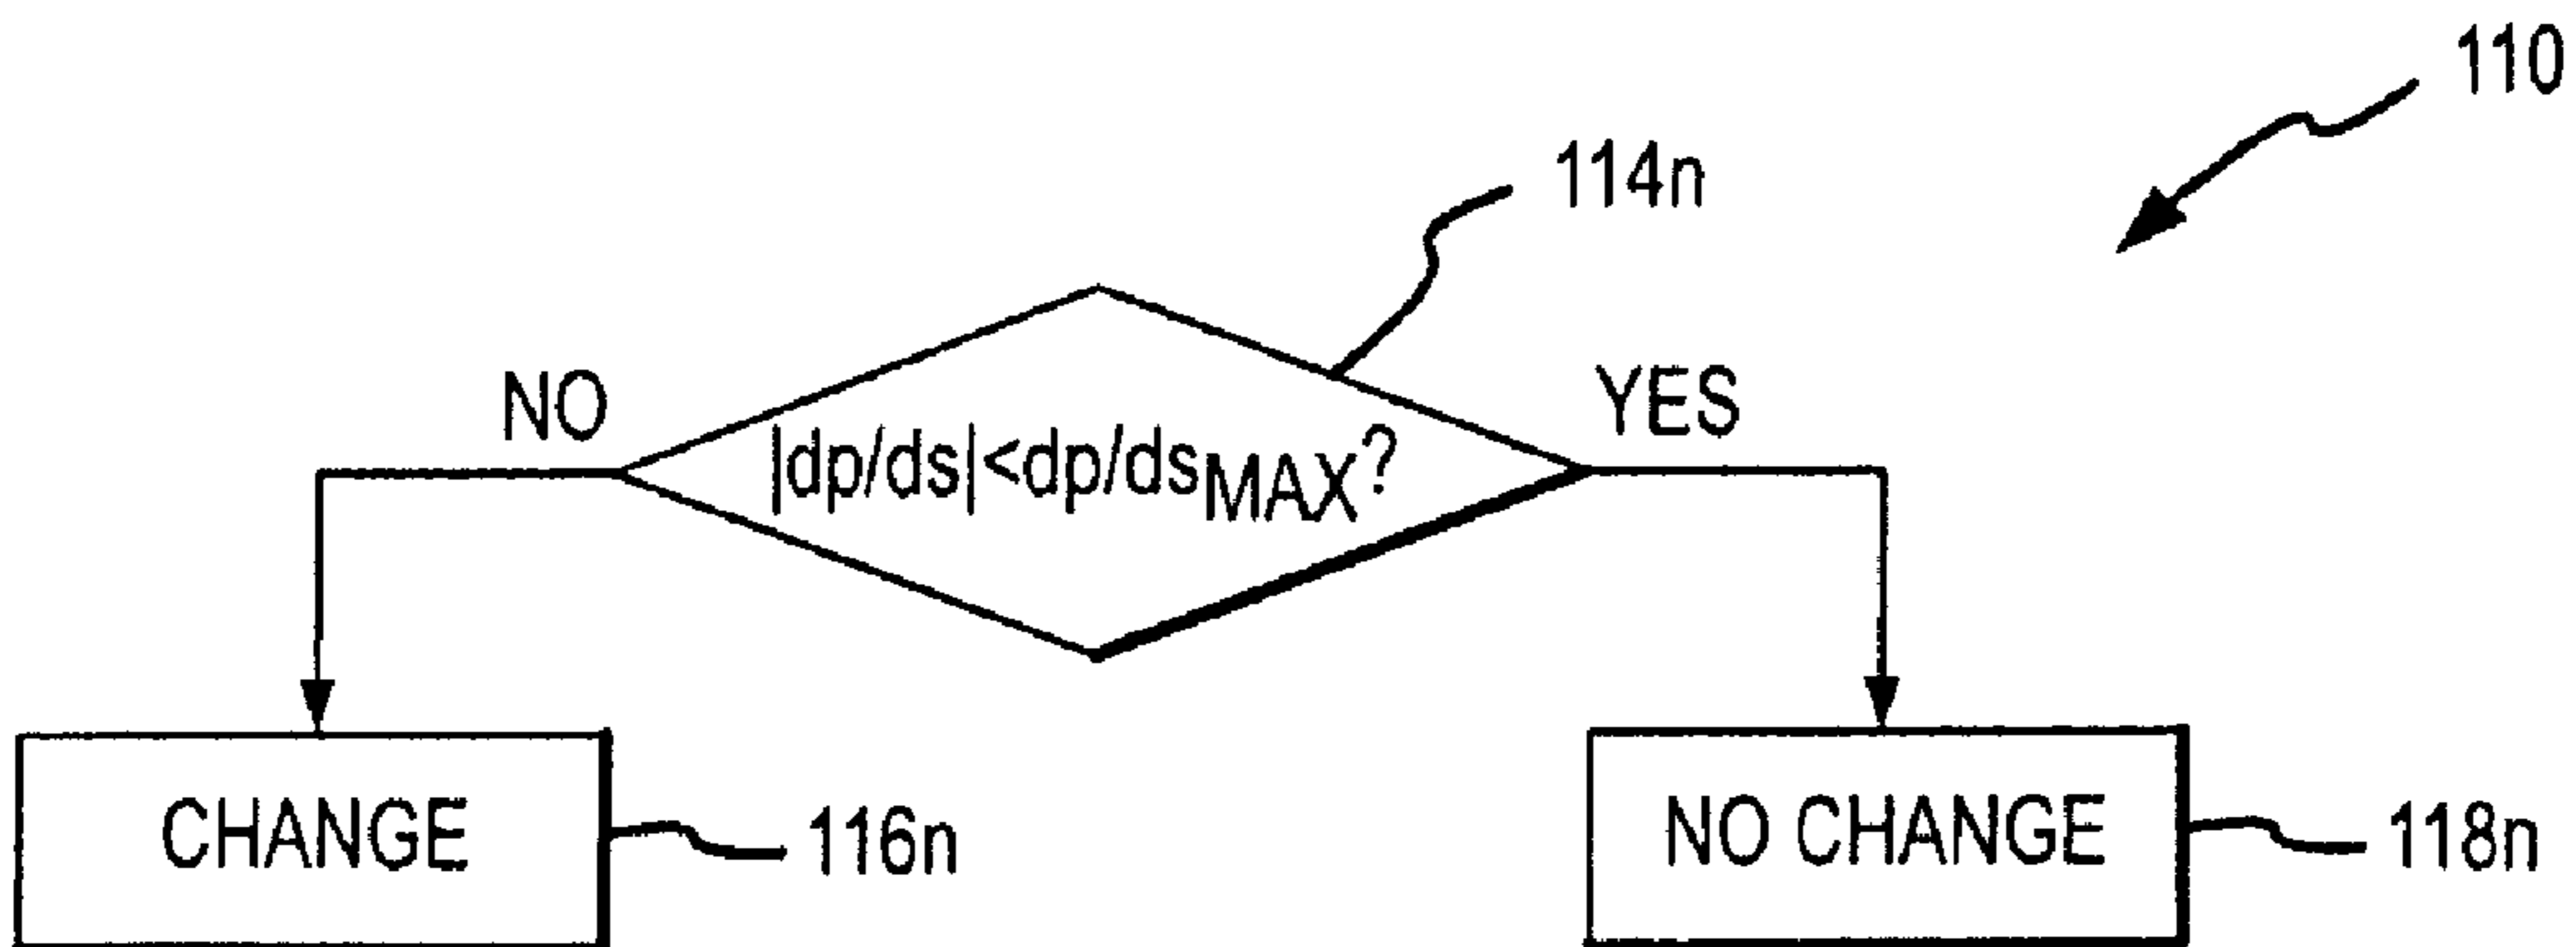 110
114n
NO
YES
|dp/ds|<dp/dsMAX?
CHANGE
116n
NO CHANGE
118n